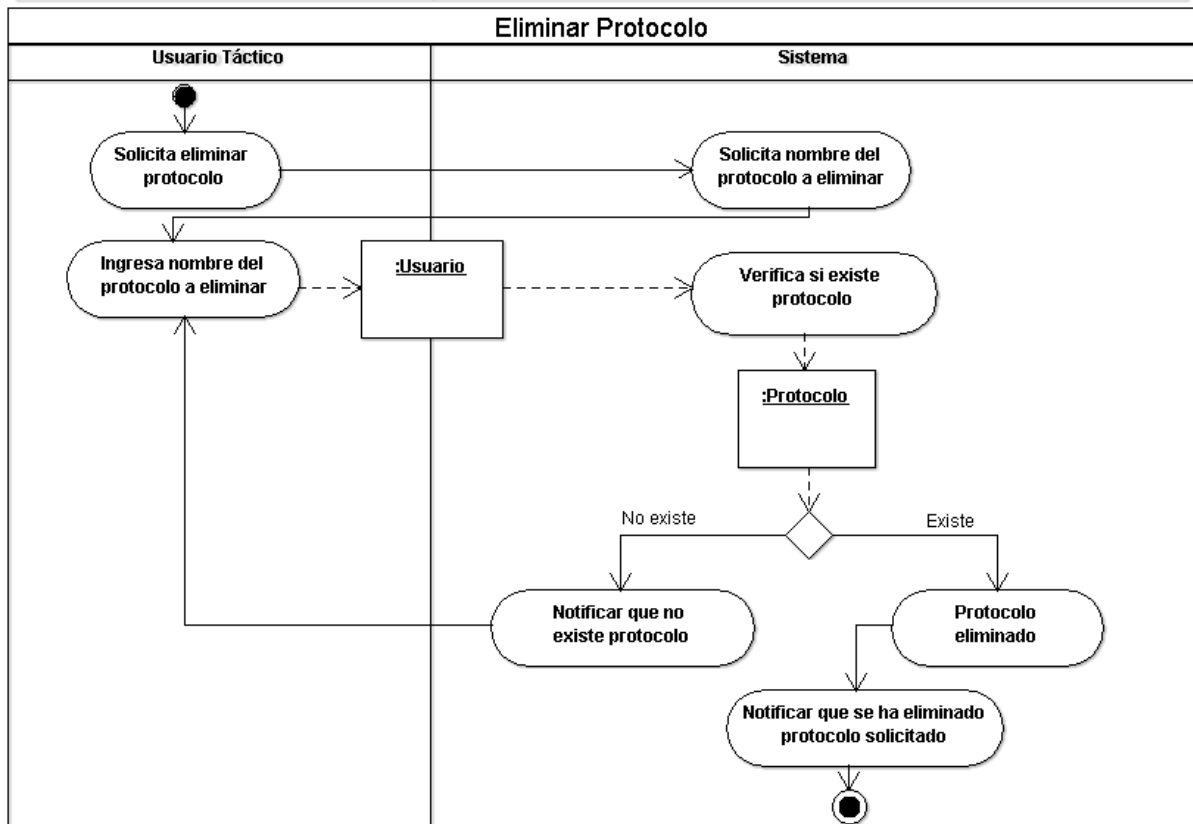 Eliminar Protocolo
Usuario Táctico
Sistema
Solicita eliminar
protocolo
Solicita nombre del
protocolo a eliminar
Ingresa nombre del
protocolo a eliminar
:Usuario
Verifica si existe
protocolo
:Protocolo
No existe
Existe
Notificar que no
existe protocolo
Protocolo
eliminado
Notificar que se ha eliminado
protocolo solicitado